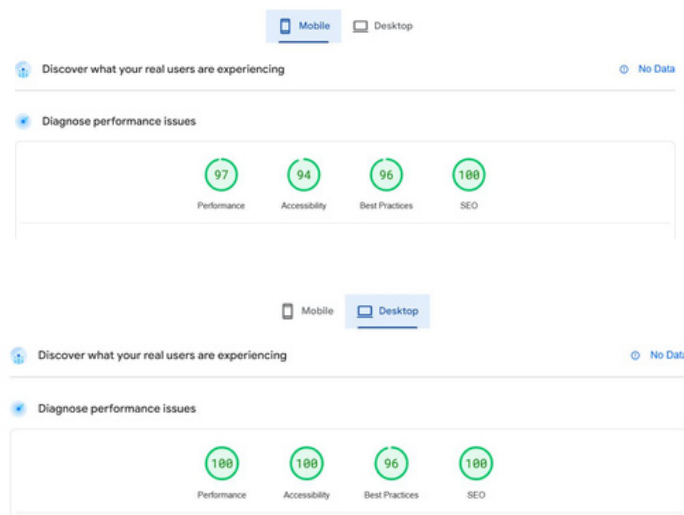 Mobile Desktop
Discover what your real users are experiencing No Data
Diagnose performance issues
97 94 96 100
Performance Accessibility Best Practices SEO
Mobile Desktop
Discover what your real users are experiencing No Data
Diagnose performance issues
100 100 96 100
Performance Accessibility Best Practices SEO